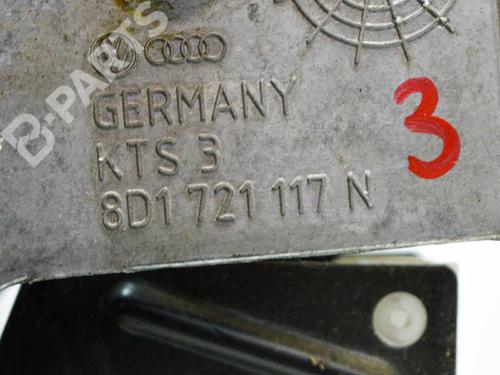 B-PARTS
GERMANY
KTS 3
8D1 721 117 N
3